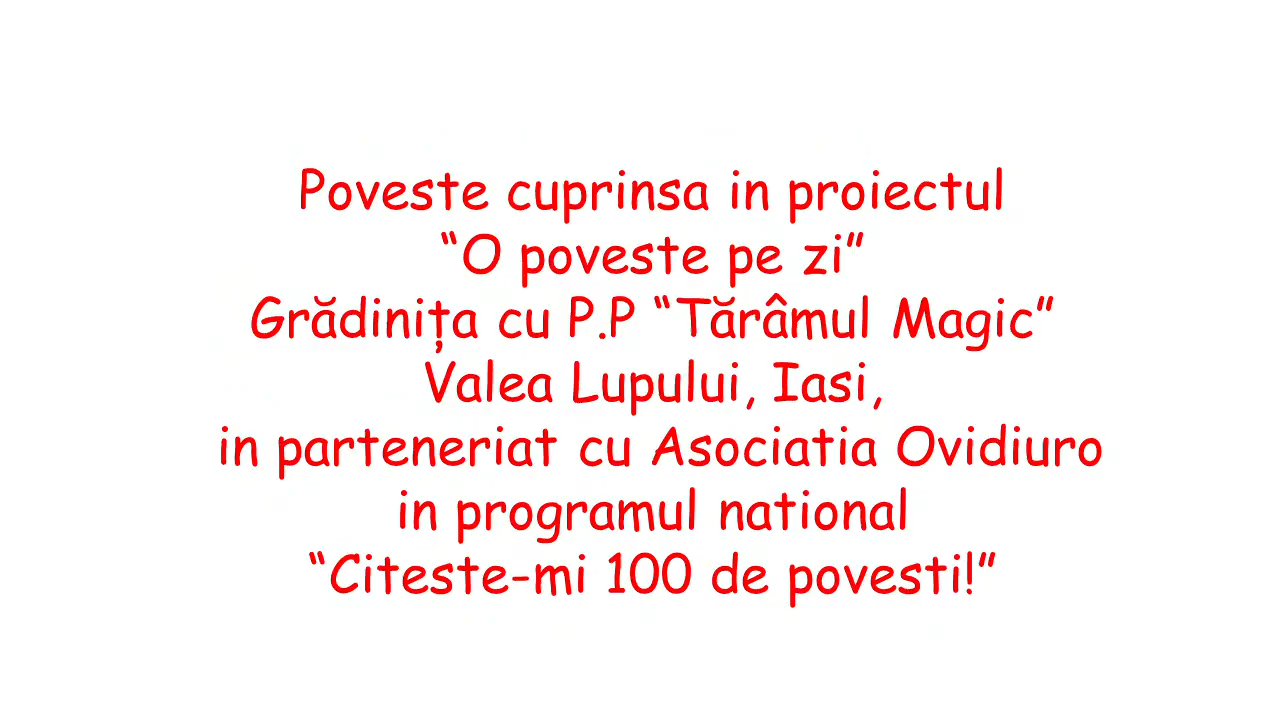 Poveste cuprinsa in proiectul
“O poveste pe zi”
Grădinița cu P.P “Tărâmul Magic”
Valea Lupului, Iasi,
in parteneriat cu Asociatia Ovidiuro
in programul national
“Citeste-mi 100 de povesti!”